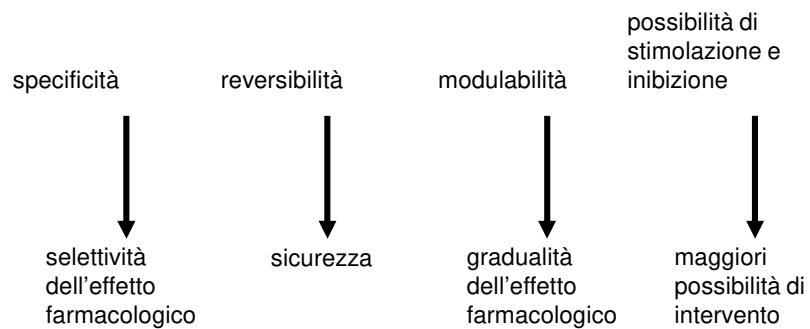 specificità
reversibilità
modulabilità
possibilità di
stimolazione e
inibizione
selettività
dell'effetto
farmacologico
sicurezza
gradualità
dell'effetto
farmacologico
maggiori
possibilità di
intervento